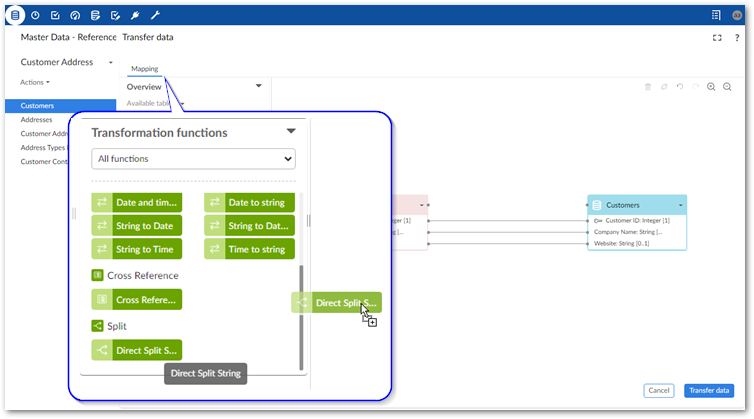 Master Data - Reference
Transfer data
?
Customer Address
Actions
Customers
Addresses
Customer Addr
Address Types
Customer Cont
Mapping
Overview
Available tabl
Transformation functions
All functions
Date and tim...
Date to string
String to Date
String to Dat...
String to Time
Time to string
Cross Reference
Cross Refere...
Split
Direct Split S...
Direct Split String
Direct Split S...
eger [1]
g [...
Customers
Customer ID: Integer [1]
Company Name: String [...
Website: String [0..1]
Cancel
Transfer data